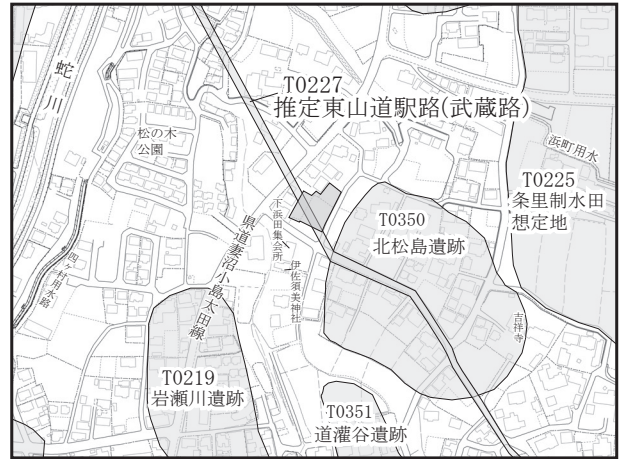 蛇川
T0227
推定東山道駅路(武蔵路)
松の木
公園
浜町用水
T0225
条里制水田
想定地
下浜田集会所
T0350
北松島遺跡
県道妻沼小島太田線
伊佐須美神社
四ヶ村用水路
吉祥寺
T0219
岩瀬川遺跡
T0351
道灌谷遺跡